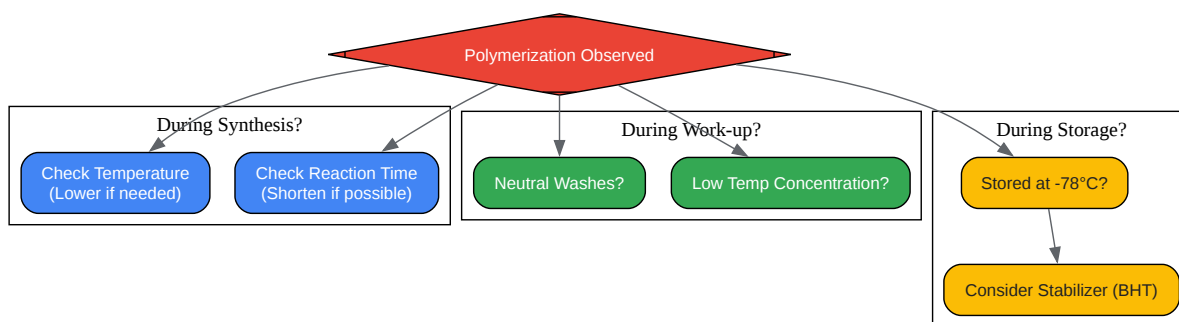 Polymerization Observed
During Synthesis?
Check Temperature
(Lower if needed)
Check Reaction Time
(Shorten if possible)
During Work-up?
Neutral Washes?
Low Temp Concentration?
During Storage?
Stored at -78°C?
Consider Stabilizer (BHT)